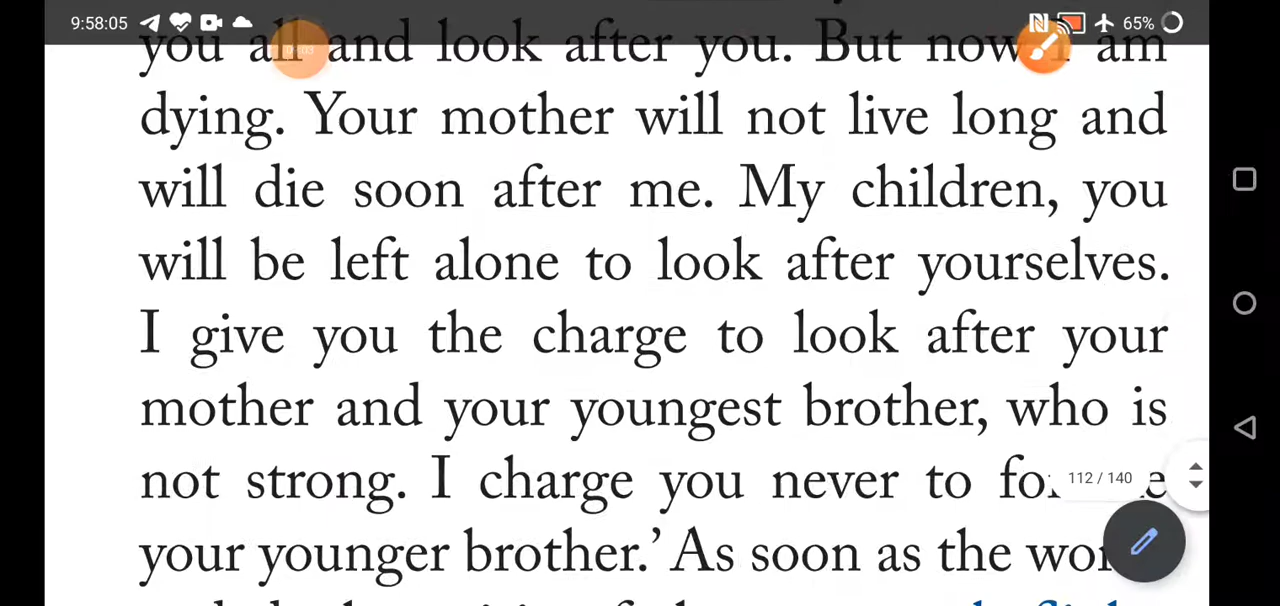 9:58:05 65%
you all and look after you. But now I am
dying. Your mother will not live long and
will die soon after me. My children, you
will be left alone to look after yourselves.
I give you the charge to look after your
mother and your youngest brother, who is
not strong. I charge you never to
112 / 140
your younger brother.’ As soon as the